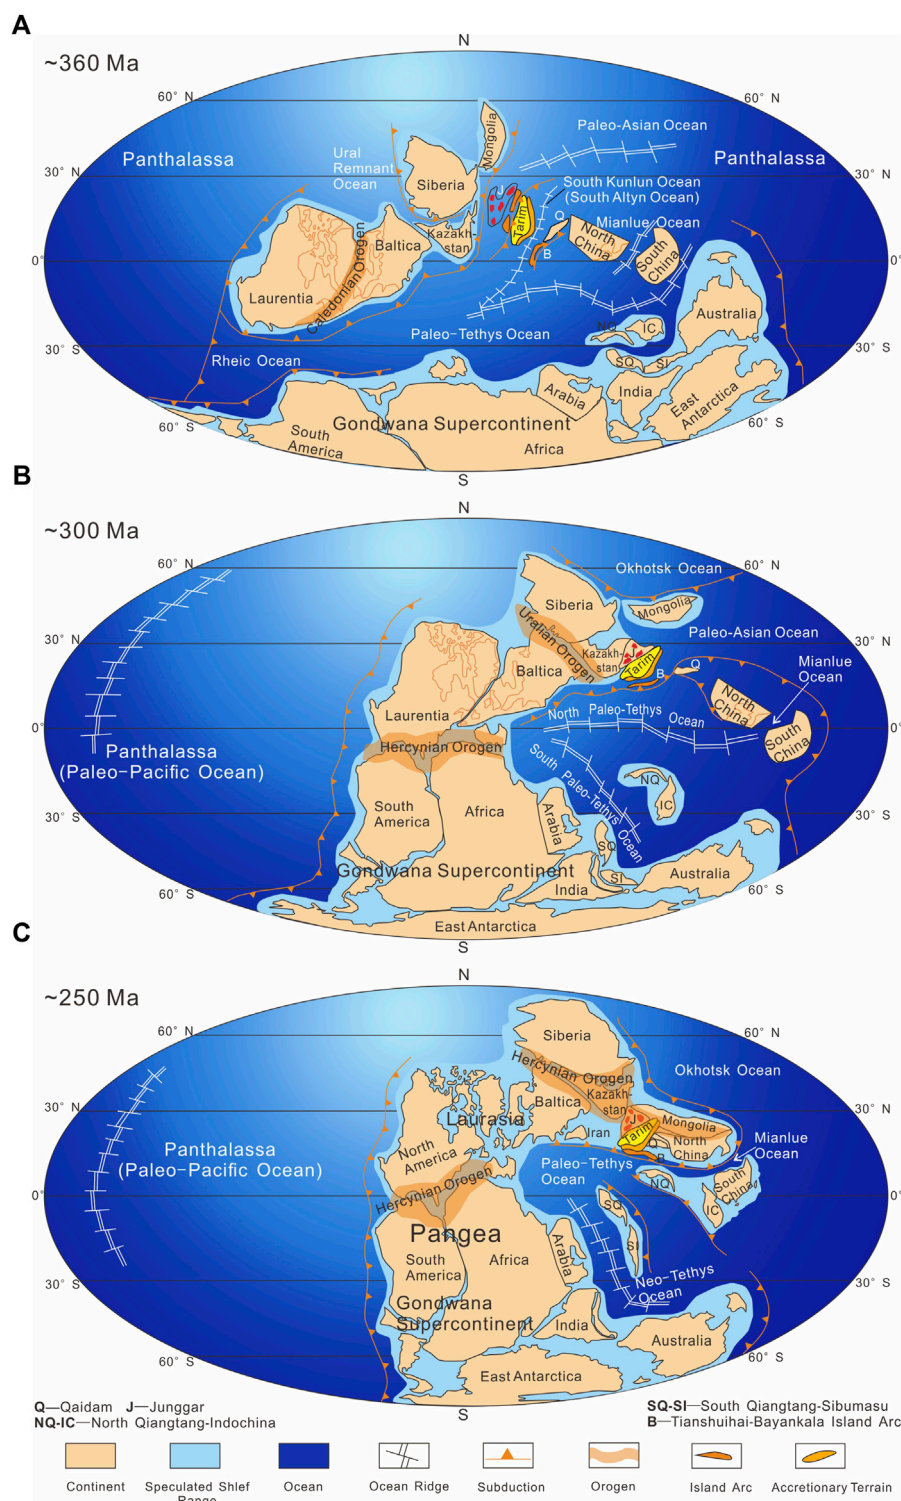 A
~360 Ma
N
60° N
60° N
Paleo-Asian Ocean
Mongolia
Panthalassa
Ural
Remnant
Ocean
Panthalassa
30° N
30° N
Siberia
J
South Kunlun Ocean
(South Altyn Ocean)
Tarim
Q
Mianlue Ocean
Kazakh-
stan
Baltica
North
China
South
China
B
0°
0°
Caledonian Orogen
Laurentia
Australia
NQ
IC
Paleo-Tethys Ocean
30° S
30° S
Rheic Ocean
SQ
SI
Arabia
India
East
Antarctica
60° S
60° S
Gondwana Supercontinent
South
America
Africa
S
B
~300 Ma
N
60° N
60° N
Okhotsk Ocean
Siberia
Mongolia
Uralian Orogen
30° N
30° N
Paleo-Asian Ocean
Kazakh-
stan
J
Tarim
Baltica
B
Q
Mianlue
Ocean
North
China
Laurentia
North Paleo-Tethys Ocean
0°
0°
South
China
Hercynian Orogen
Panthalassa
(Paleo-Pacific Ocean)
South Paleo-Tethys Ocean
NQ
IC
South
America
Africa
Arabia
30° S
30° S
SQ
Gondwana Supercontinent
SI
Australia
India
60° S
60° S
East Antarctica
S
C
~250 Ma
N
60° N
60° N
Siberia
Hercynian Orogen
Okhotsk Ocean
Kazakh-
stan
Baltica
30° N
30° N
Laurasia
J
Mongolia
Tarim
Iran
North
China
Mianlue
Ocean
B
Panthalassa
(Paleo-Pacific Ocean)
North
America
Paleo-Tethys
Ocean
Hercynian Orogen
NQ
South
China
IC
0°
0°
SQ
Pangea
SI
Arabia
South
America
Africa
Neo-Tethys
Ocean
30° S
30° S
Gondwana
Supercontinent
India
Australia
60° S
60° S
East Antarctica
S
Q—Qaidam J—Junggar
NQ-IC—North Qiangtang-Indochina
SQ-SI—South Qiangtang-Sibumasu
B—Tianshuihai-Bayankala Island Arc
Continent
Speculated Shlef
Range
Ocean
Ocean Ridge
Subduction
Orogen
Island Arc
Accretionary Terrain